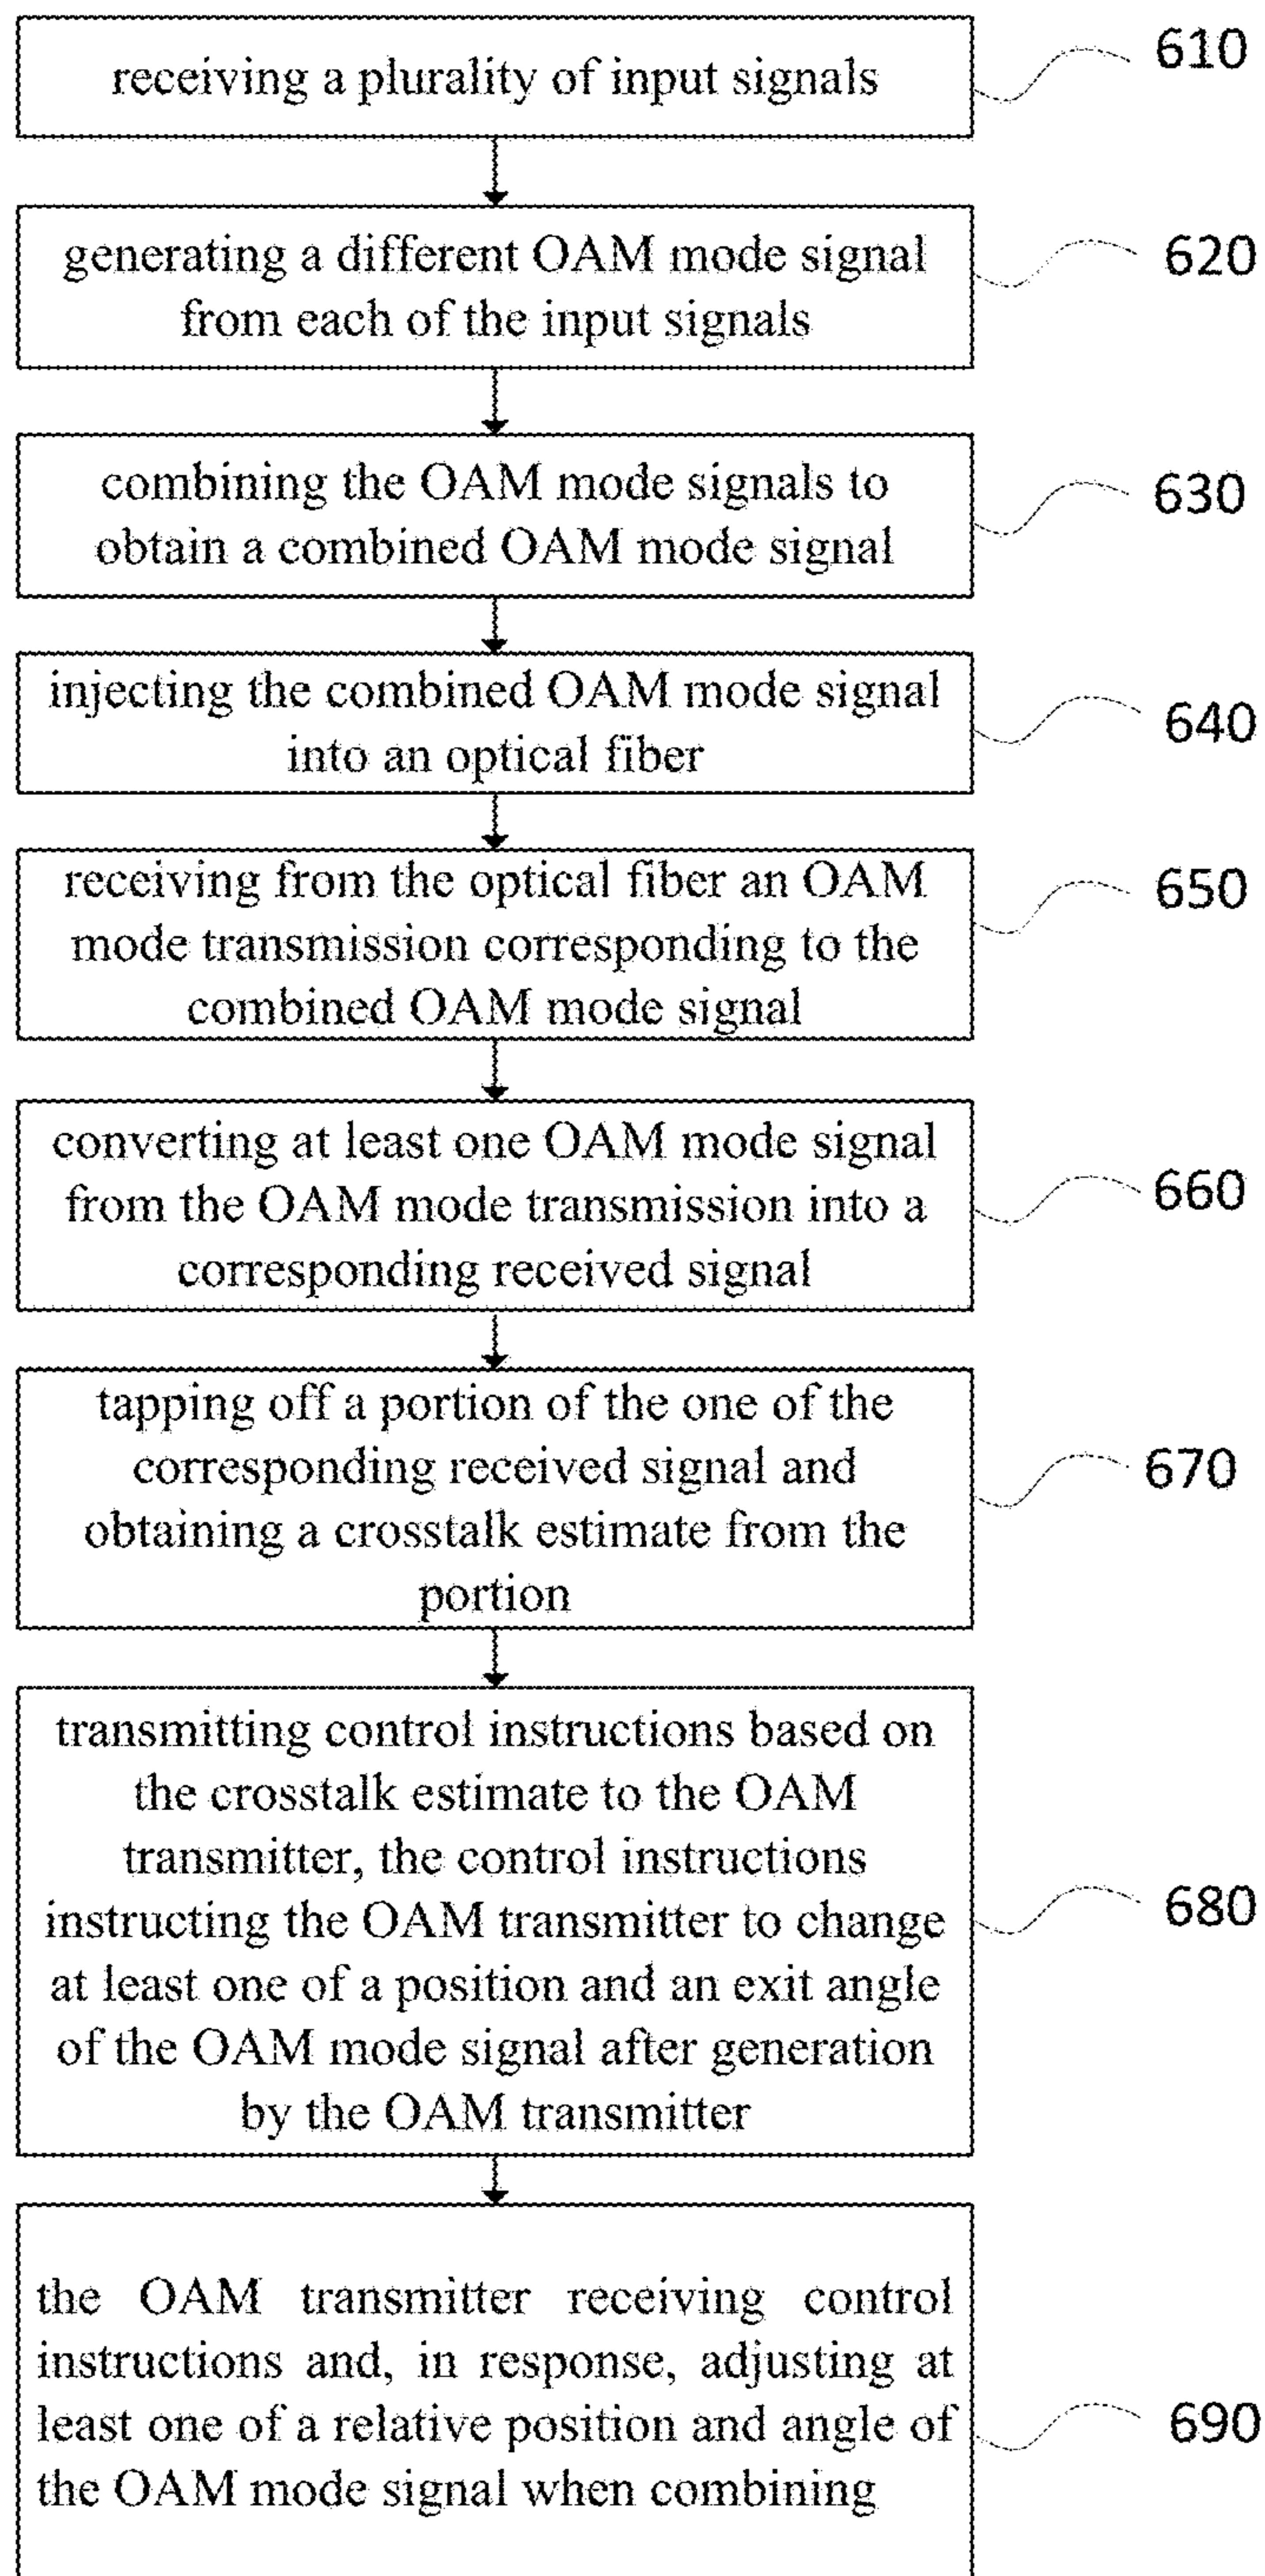 receiving a plurality of input signals
610
generating a different OAM mode signal
from each of the input signals
620
combining the OAM mode signals to
obtain a combined OAM mode signal
630
injecting the combined OAM mode signal
into an optical fiber
640
receiving from the optical fiber an OAM
mode transmission corresponding to the
combined OAM mode signal
650
converting at least one OAM mode signal
from the OAM mode transmission into a
corresponding received signal
660
tapping off a portion of the one of the
corresponding received signal and
obtaining a crosstalk estimate from the
portion
670
transmitting control instructions based on
the crosstalk estimate to the OAM
transmitter, the control instructions
instructing the OAM transmitter to change
at least one of a position and an exit angle
of the OAM mode signal after generation
by the OAM transmitter
680
the OAM transmitter receiving control
instructions and, in response, adjusting at
least one of a relative position and angle of
the OAM mode signal when combining
690